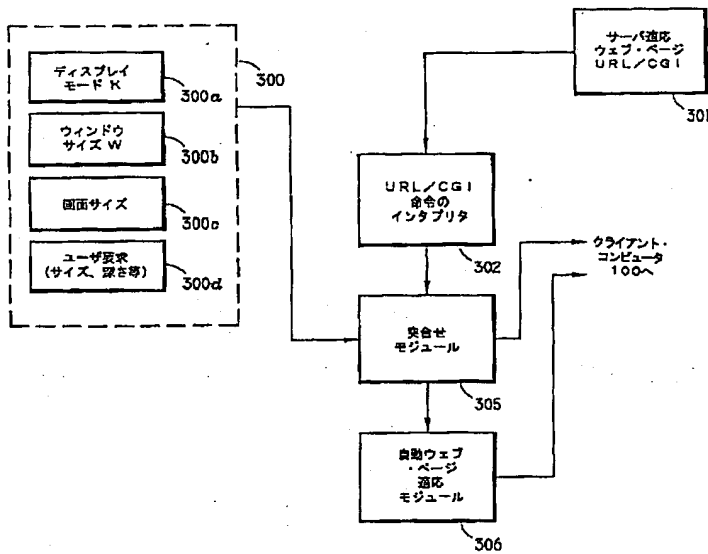 ディスプレイ
モード K
300a
ウィンドウ
サイズ W
300b
画面サイズ
300c
ユーザ要求
(サイズ、深さ等)
300d
300
サーバ適応
ウェブ・ページ
URL/CGI
301
URL/CGI
命令の
インタプリタ
302
突合せ
モジュール
305
自動ウェブ
・ページ
適応
モジュール
306
クライアント・
コンピュータ
100へ